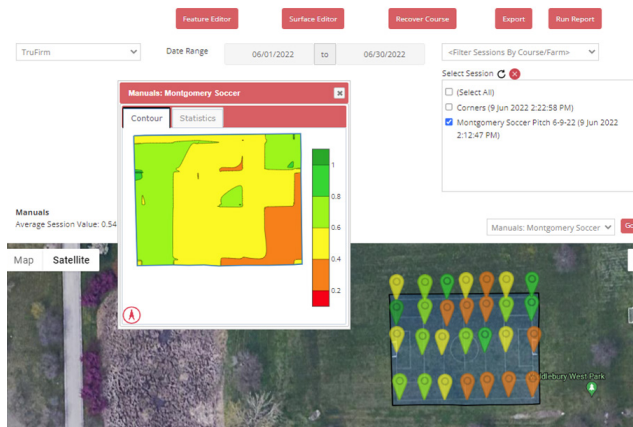 Feature Editor
Surface Editor
Recover Course
Export
Run Report
TruFirm
Date Range
06/01/2022
to
06/30/2022
<Filter Sessions By Course/Farm>
Select Session
(Select All)
Corners (9 Jun 2022 2:22:58 PM)
Montgomery Soccer Pitch 6-9-22 (9 Jun 2022
2:12:47 PM)
Manuals: Montgomery Soccer
Contour
Statistics
1
0.8
0.6
0.4
0.2
Manuals
Average Session Value: 0.54
Manuals: Montgomery Soccer
Map
Satellite
dlebury West Park